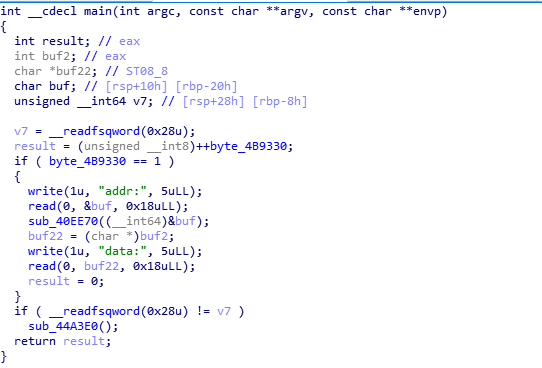 int __cdecl main(int argc, const char **argv, const char **envp)
{
int result; // eax
int buf2; // eax
char *buf22; // ST08_8
char buf; // [rsp+10h] [rbp-20h]
unsigned __int64 v7; // [rsp+28h] [rbp-8h]
v7 = __readfsqword(0x28u);
result = (unsigned __int8)++byte_4B9330;
if ( byte_4B9330 == 1 )
{
write(1u, "addr:", 5uLL);
read(0, &buf, 0x18uLL);
sub_40EE70((__int64)&buf);
buf22 = (char *)buf2;
write(1u, "data:", 5uLL);
read(0, buf22, 0x18uLL);
result = 0;
}
if ( __readfsqword(0x28u) != v7 )
sub_44A3E0();
return result;
}